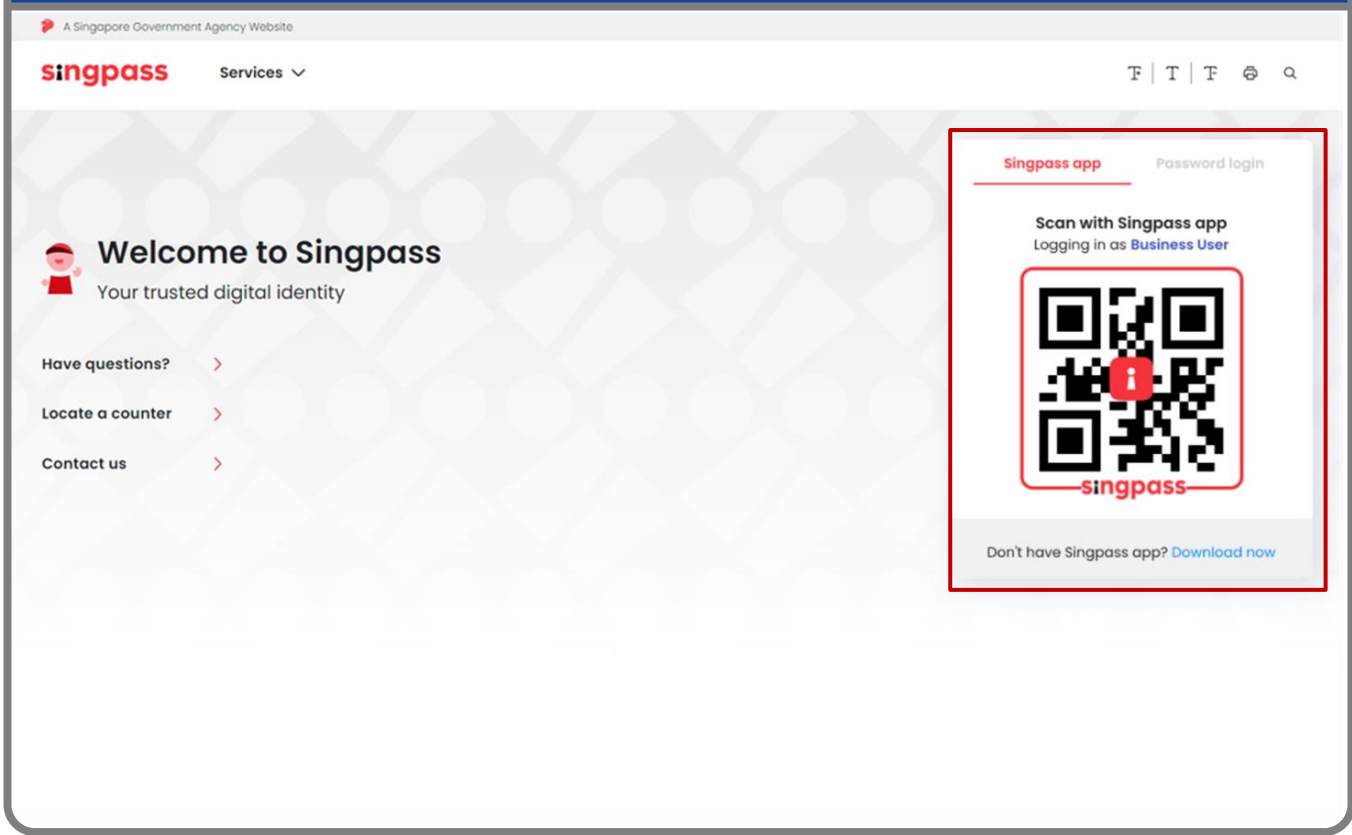 A Singapore Government Agency Website
singpass
Services
Welcome to Singpass
Your trusted digital identity
Have questions?
Locate a counter
Contact us
Singpass app
Password login
Scan with Singpass app
Logging in as Business User
singpass
Don't have Singpass app? Download now